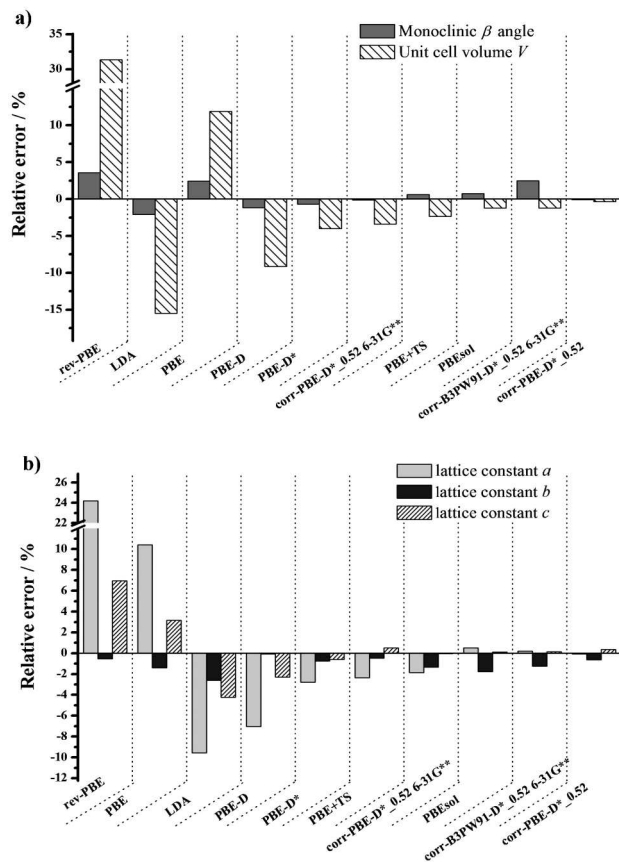 a)
Monoclinic β angle
Unit cell volume V
Relative error / %
35
30
10
5
0
-5
-10
-15
rev-PBE
LDA
PBE
PBE-D
PBE-D*
corr-PBE-D*_0.52 6-31G**
PBE+TS
PBEsol
corr-B3PW91-D*_0.52 6-31G**
corr-PBE-D*_0.52
b)
lattice constant a
lattice constant b
lattice constant c
Relative error / %
26
24
22
10
8
6
4
2
0
-2
-4
-6
-8
-10
-12
rev-PBE
PBE
LDA
PBE-D
PBE-D*
PBE+TS
corr-PBE-D*_0.52 6-31G**
PBEsol
corr-B3PW91-D*_0.52 6-31G**
corr-PBE-D*_0.52